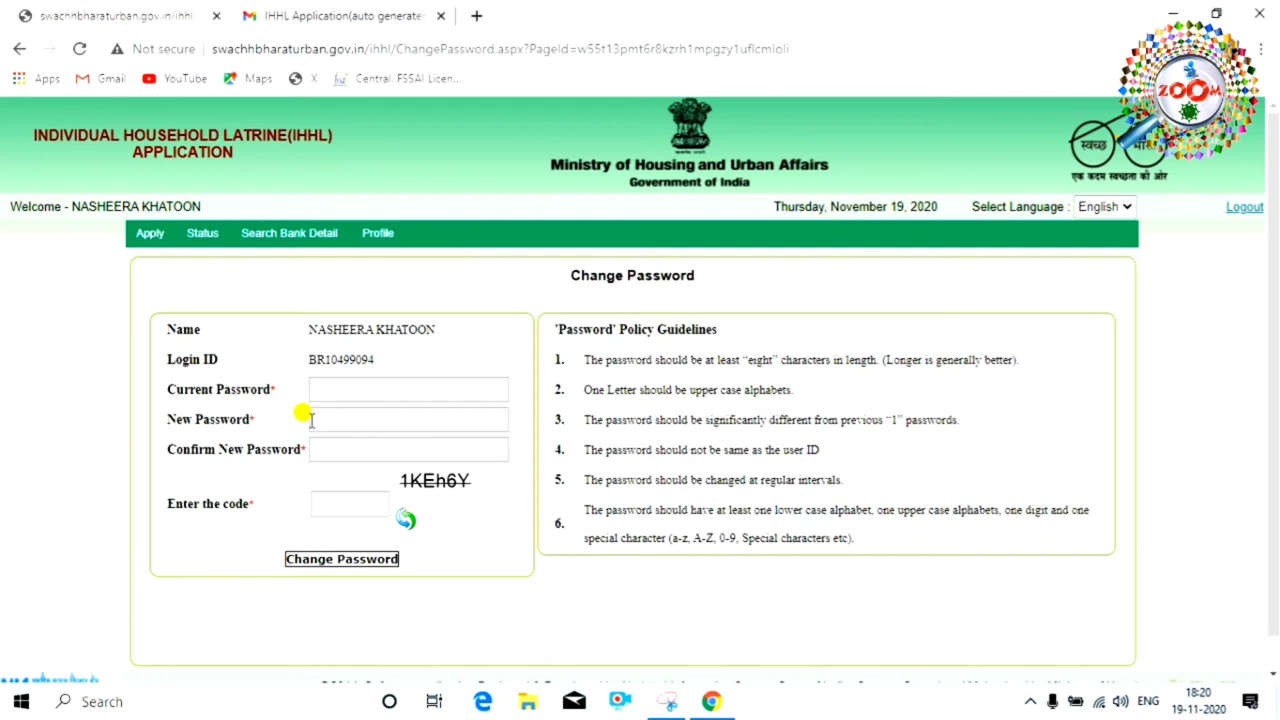 swachhbharaturban.gov.in/ihhl
IHHL Application(auto generate
Not secure
swachhbharaturban.gov.in/ihhl/ChangePassword.aspx?PageId=w55t13pmt6r8kzrh1mpgzy1uflcmloli
Apps
Gmail
YouTube
Maps
X
Central. FSSAI Licen...
ZOOM
INDIVIDUAL HOUSEHOLD LATRINE(IHHL)
APPLICATION
Ministry of Housing and Urban Affairs
Government of India
स्वच्छ
एक कदम स्वच्छता की ओर
Welcome - NASHEERA KHATOON
Thursday, November 19, 2020
Select Language :
English
Logout
Apply
Status
Search Bank Detail
Profile
Change Password
Name
NASHEERA KHATOON
Login ID
BR10499094
Current Password*
New Password*
Confirm New Password*
1KEh6Y
Enter the code*
Change Password
'Password' Policy Guidelines
1. The password should be at least “eight” characters in length. (Longer is generally better).
2. One Letter should be upper case alphabets.
3. The password should be significantly different from previous “1” passwords.
4. The password should not be same as the user ID
5. The password should be changed at regular intervals.
6. The password should have at least one lower case alphabet, one upper case alphabets, one digit and one
special character (a-z, A-Z, 0-9, Special characters etc).
Search
ENG
18:20
19-11-2020